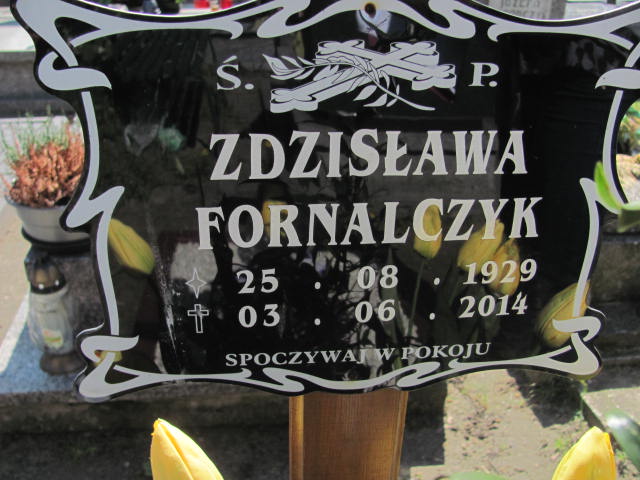 Ś. P.
ZDZISŁAWA
FORNALCZYK
25 . 08 . 1929
03 . 06 . 2014
SPOCZYWAJ W POKOJU